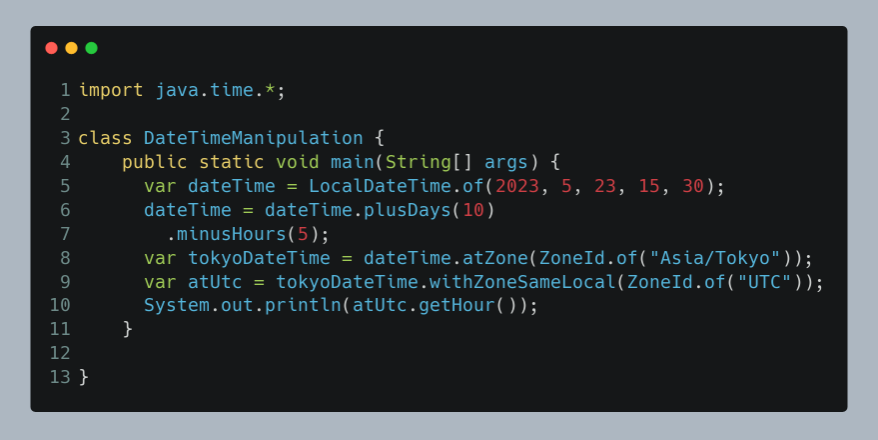 1 import java.time.*;
2
3 class DateTimeManipulation {
4     public static void main(String[] args) {
5       var dateTime = LocalDateTime.of(2023, 5, 23, 15, 30);
6       dateTime = dateTime.plusDays(10)
7         .minusHours(5);
8       var tokyoDateTime = dateTime.atZone(ZoneId.of("Asia/Tokyo"));
9       var atUtc = tokyoDateTime.withZoneSameLocal(ZoneId.of("UTC"));
10       System.out.println(atUtc.getHour());
11     }
12
13 }